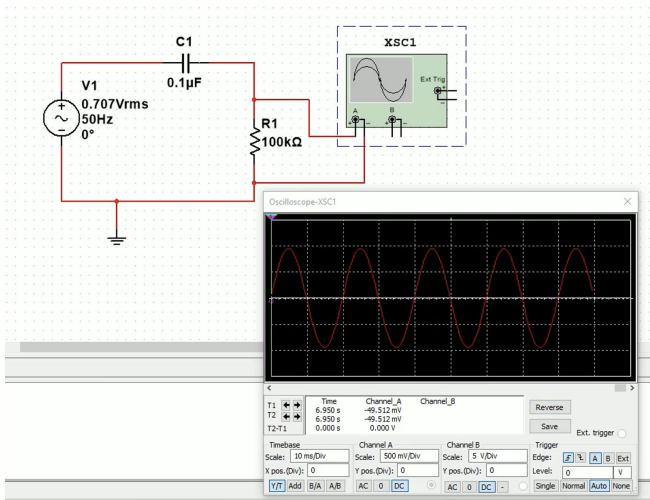 C1
0.1µF
V1
0.707Vrms
50Hz
0°
R1
100kΩ
XSC1
Ext Trig
+
-
A
B
+ -
+ -
Oscilloscope-XSC1
Time Channel_A Channel_B
T1 6.950 s -49.512 mV
T2 6.950 s -49.512 mV
T2-T1 0.000 s 0.000 V
Reverse
Save
Ext. trigger
Timebase
Scale: 10 ms/Div
X pos.(Div): 0
Y/T Add B/A A/B
Channel A
Scale: 500 mV/Div
Y pos.(Div): 0
AC 0 DC
Channel B
Scale: 5 V/Div
Y pos.(Div): 0
AC 0 DC -
Trigger
Edge: A B Ext
Level: 0 V
Single Normal Auto None